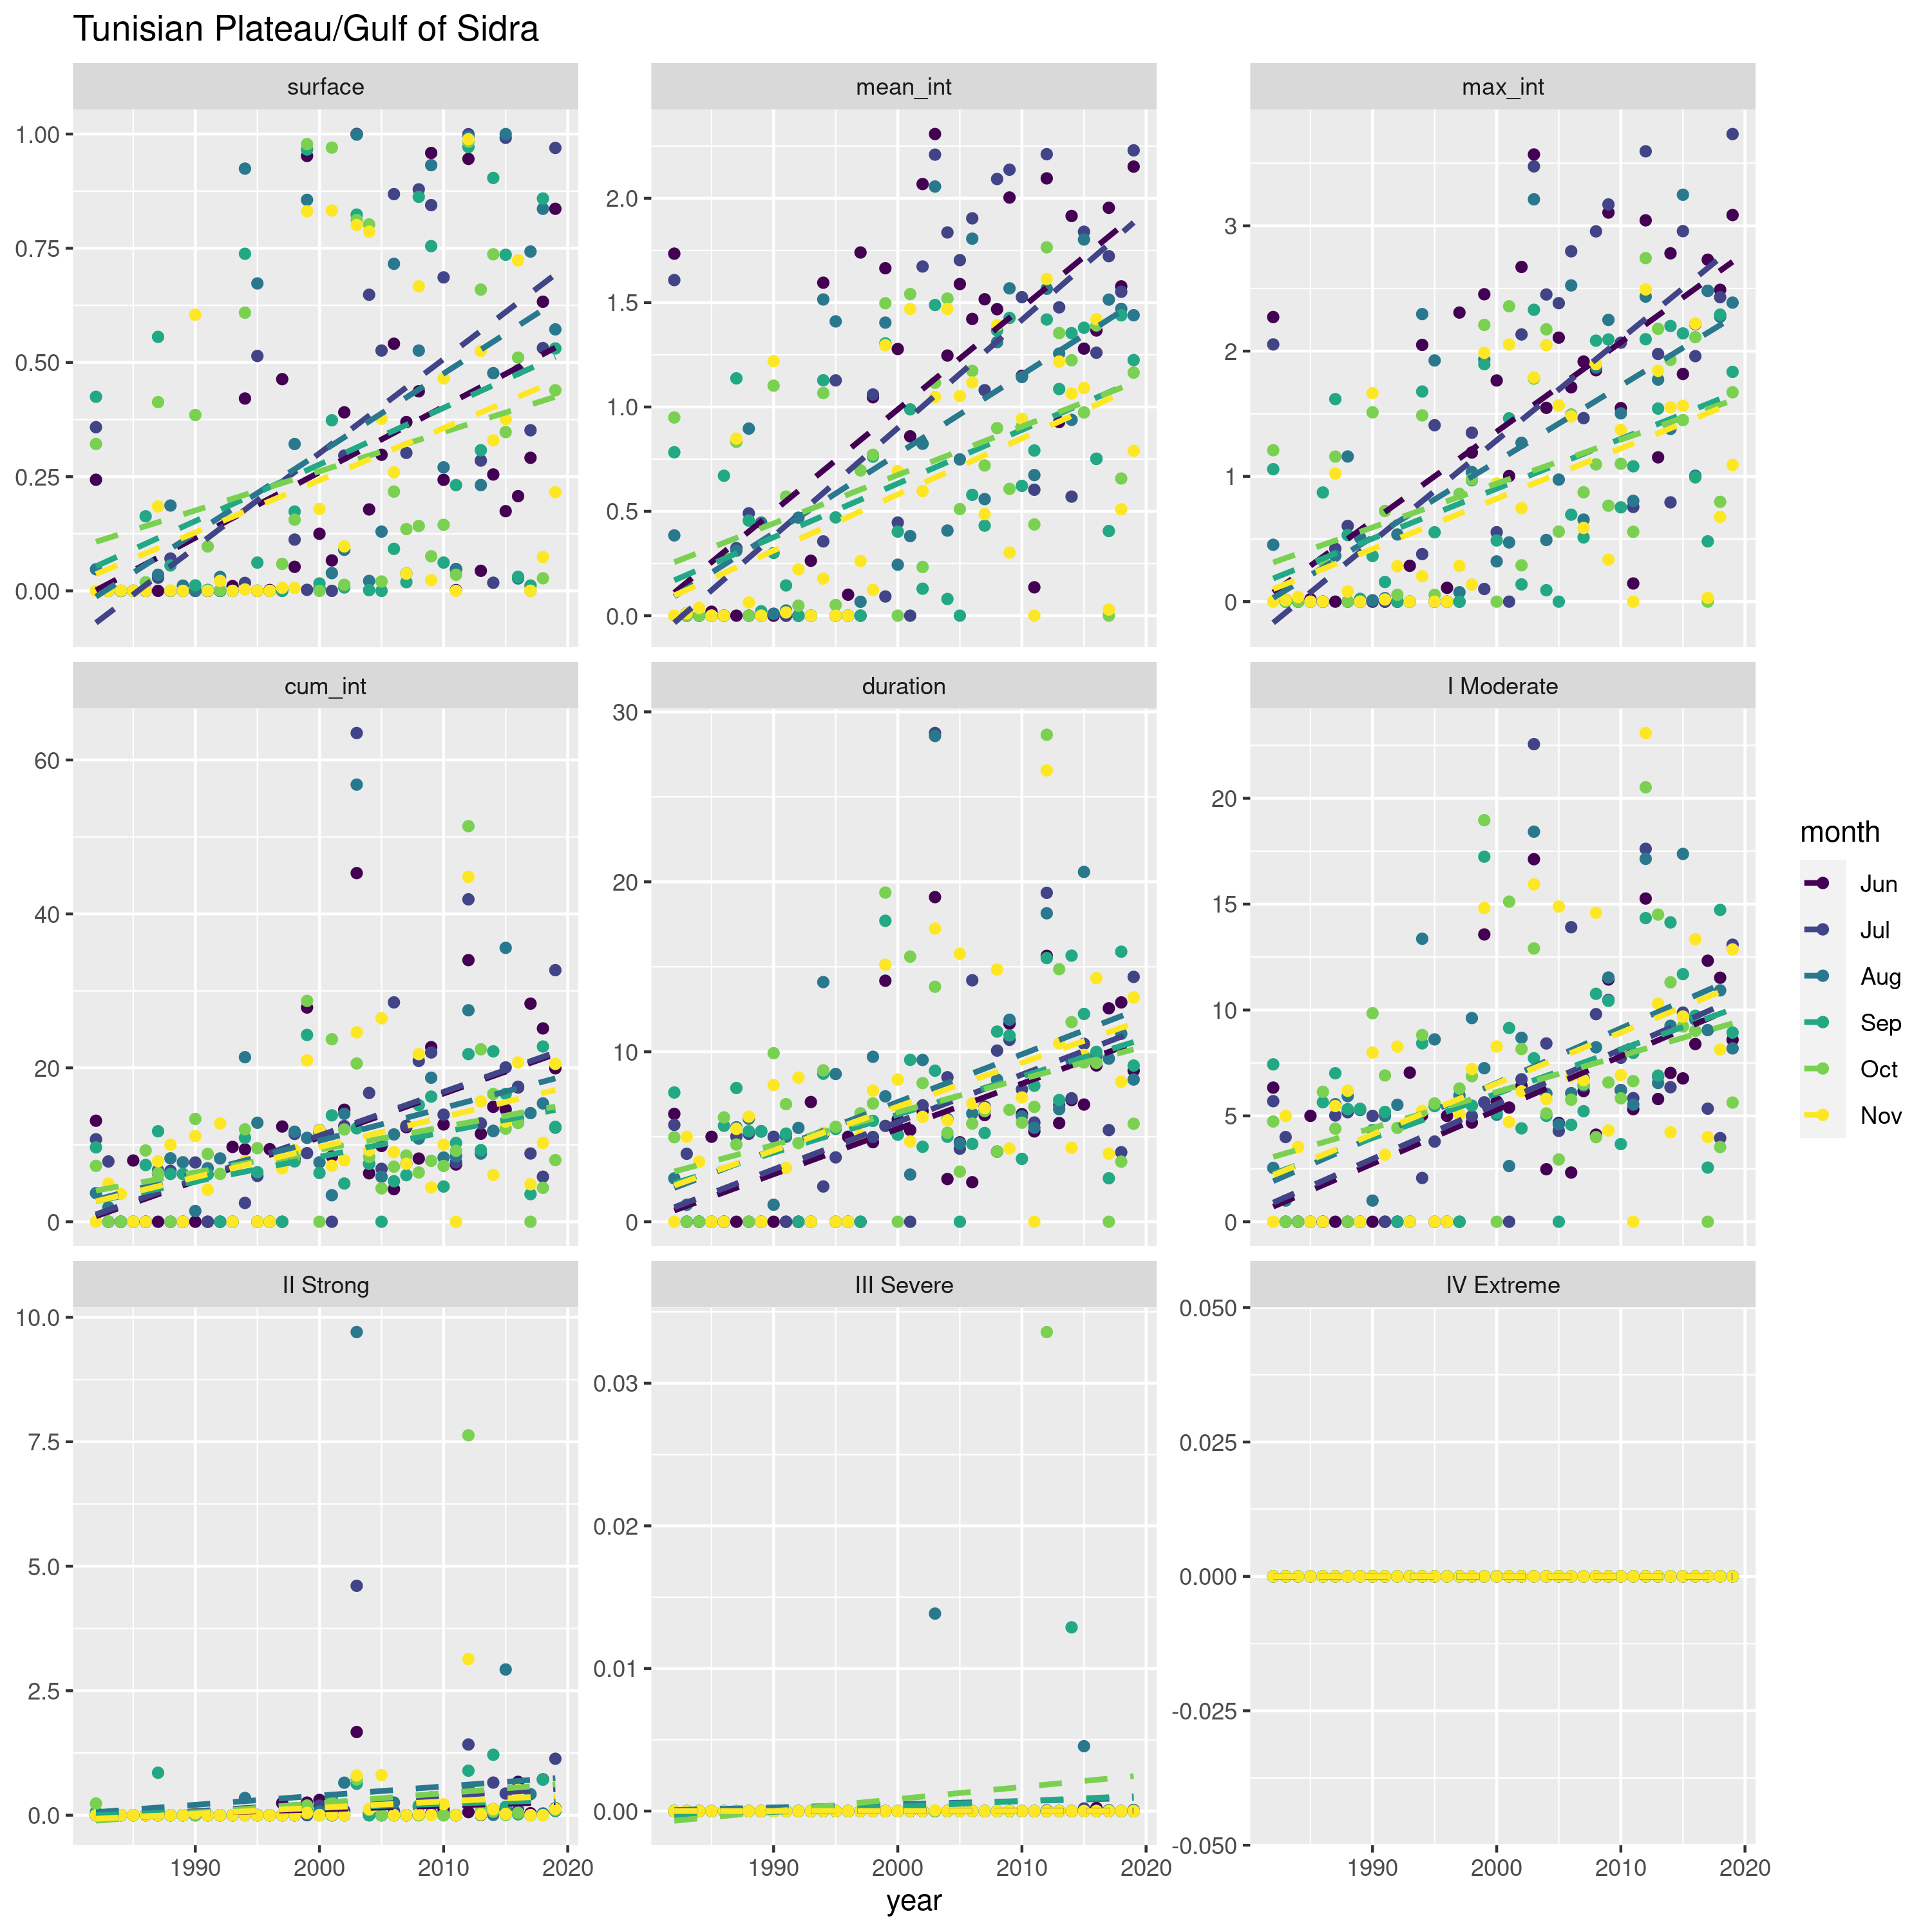 Tunisian Plateau/Gulf of Sidra
surface
mean_int
max_int
1.00
0.75
0.50
0.25
0.00
2.0
1.5
1.0
0.5
0.0
3
2
1
0
cum_int
duration
I Moderate
60
40
20
0
30
20
10
0
20
15
10
5
0
II Strong
III Severe
IV Extreme
10.0
7.5
5.0
2.5
0.0
0.03
0.02
0.01
0.00
0.050
0.025
0.000
-0.025
-0.050
1990 2000 2010 2020
1990 2000 2010 2020
1990 2000 2010 2020
year
month
Jun
Jul
Aug
Sep
Oct
Nov